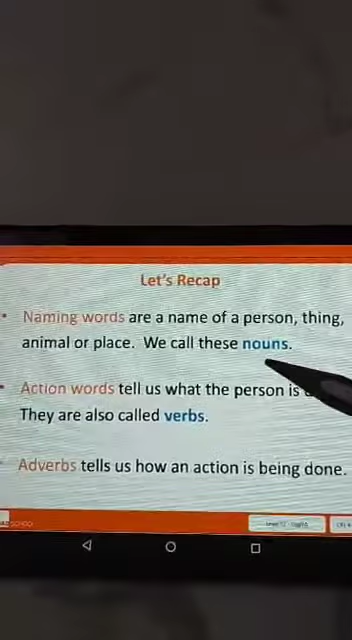 Let's Recap
• Naming words are a name of a person, thing,
animal or place. We call these nouns.
• Action words tell us what the person is
They are also called verbs.
Adverbs tells us how an action is being done.